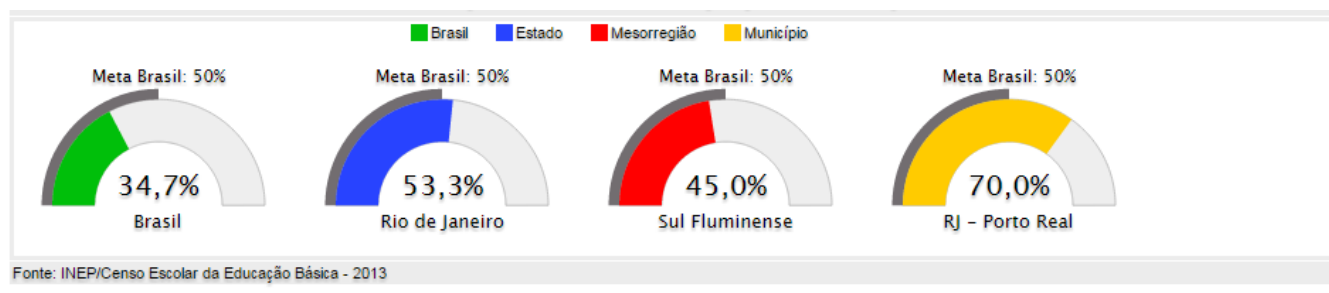 Brasil Estado Mesorregião Município
Meta Brasil: 50% Meta Brasil: 50% Meta Brasil: 50% Meta Brasil: 50%
34,7% 53,3% 45,0% 70,0%
Brasil Rio de Janeiro Sul Fluminense RJ – Porto Real
Fonte: INEP/Censo Escolar da Educação Básica - 2013